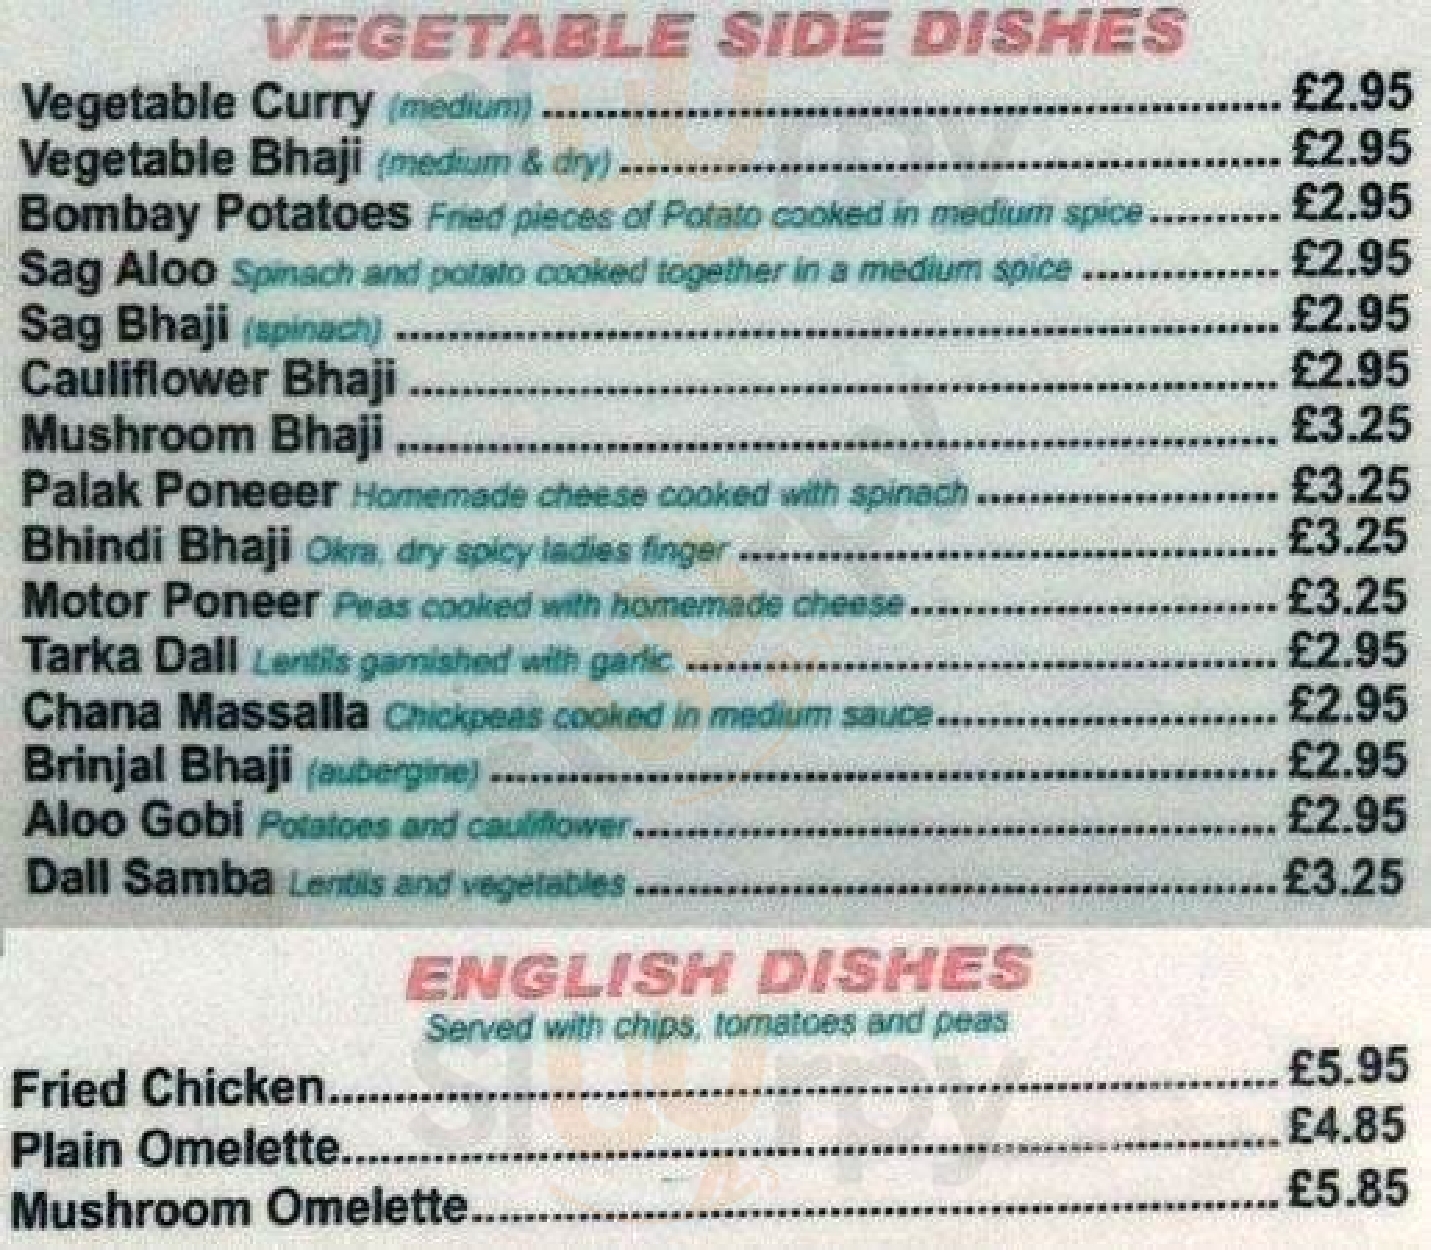 VEGETABLE SIDE DISHES
Vegetable Curry (medium) ........ £2.95
Vegetable Bhaji (medium & dry) ........ £2.95
Bombay Potatoes Fried pieces of Potato cooked in medium spice ........ £2.95
Sag Aloo Spinach and potato cooked together in a medium spice ........ £2.95
Sag Bhaji (spinach) ........ £2.95
Cauliflower Bhaji ........ £2.95
Mushroom Bhaji ........ £3.25
Palak Poneeer Homemade cheese cooked with spinach ........ £3.25
Bhindi Bhaji Okra, dry spicy ladies finger ........ £3.25
Motor Poneer Peas cooked with homemade cheese ........ £3.25
Tarka Dall Lentils garnished with garlic ........ £2.95
Chana Massalla Chickpeas cooked in medium sauce ........ £2.95
Brinjal Bhaji (aubergine) ........ £2.95
Aloo Gobi Potatoes and cauliflower ........ £2.95
Dall Samba Lentils and vegetables ........ £3.25
ENGLISH DISHES
Served with chips, tomatoes and peas
Fried Chicken ........ £5.95
Plain Omelette ........ £4.85
Mushroom Omelette ........ £5.85
sluurpy